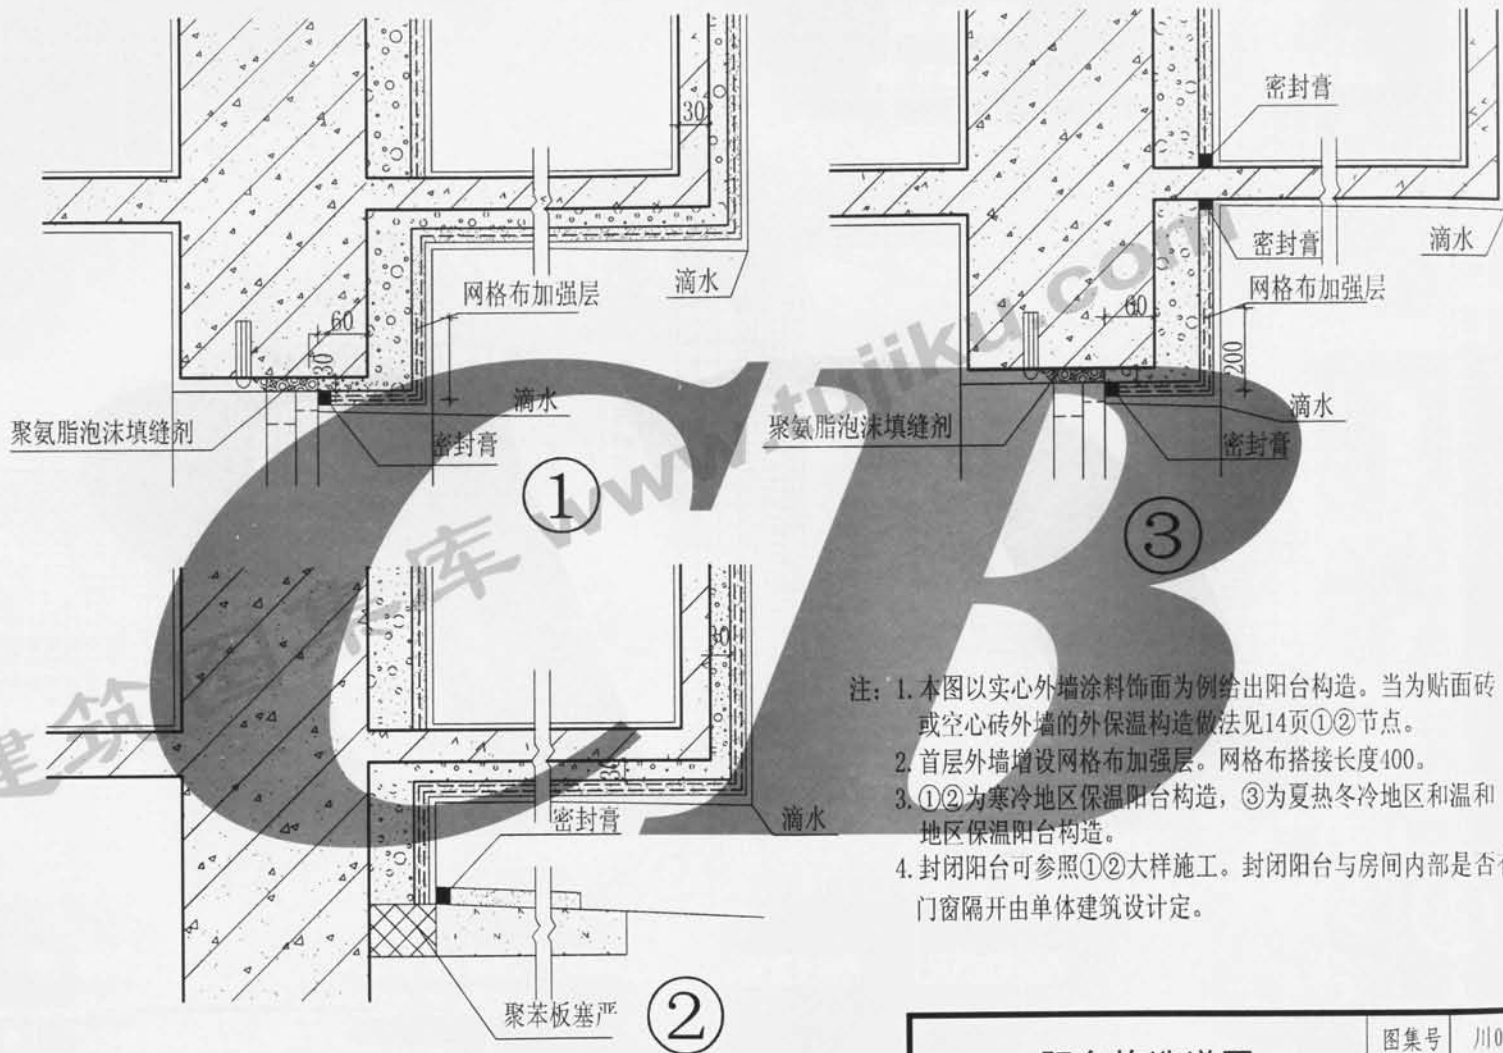 30
密封膏
密封膏
滴水
网格布加强层
滴水
网格布加强层
60
30
60
200
滴水
聚氨脂泡沫填缝剂
密封膏
滴水
聚氨脂泡沫填缝剂
密封膏
①
③
建筑 库 www.tujiku.com
CB
30
30
密封膏
滴水
聚苯板塞严
②
注：1.本图以实心外墙涂料饰面为例给出阳台构造。当为贴面砖
或空心砖外墙的外保温构造做法见14页①②节点。
2.首层外墙增设网格布加强层。网格布搭接长度400。
3.①②为寒冷地区保温阳台构造，③为夏热冬冷地区和温和
地区保温阳台构造。
4.封闭阳台可参照①②大样施工。封闭阳台与房间内部是否
门窗隔开由单体建筑设计定。
图集号
川0